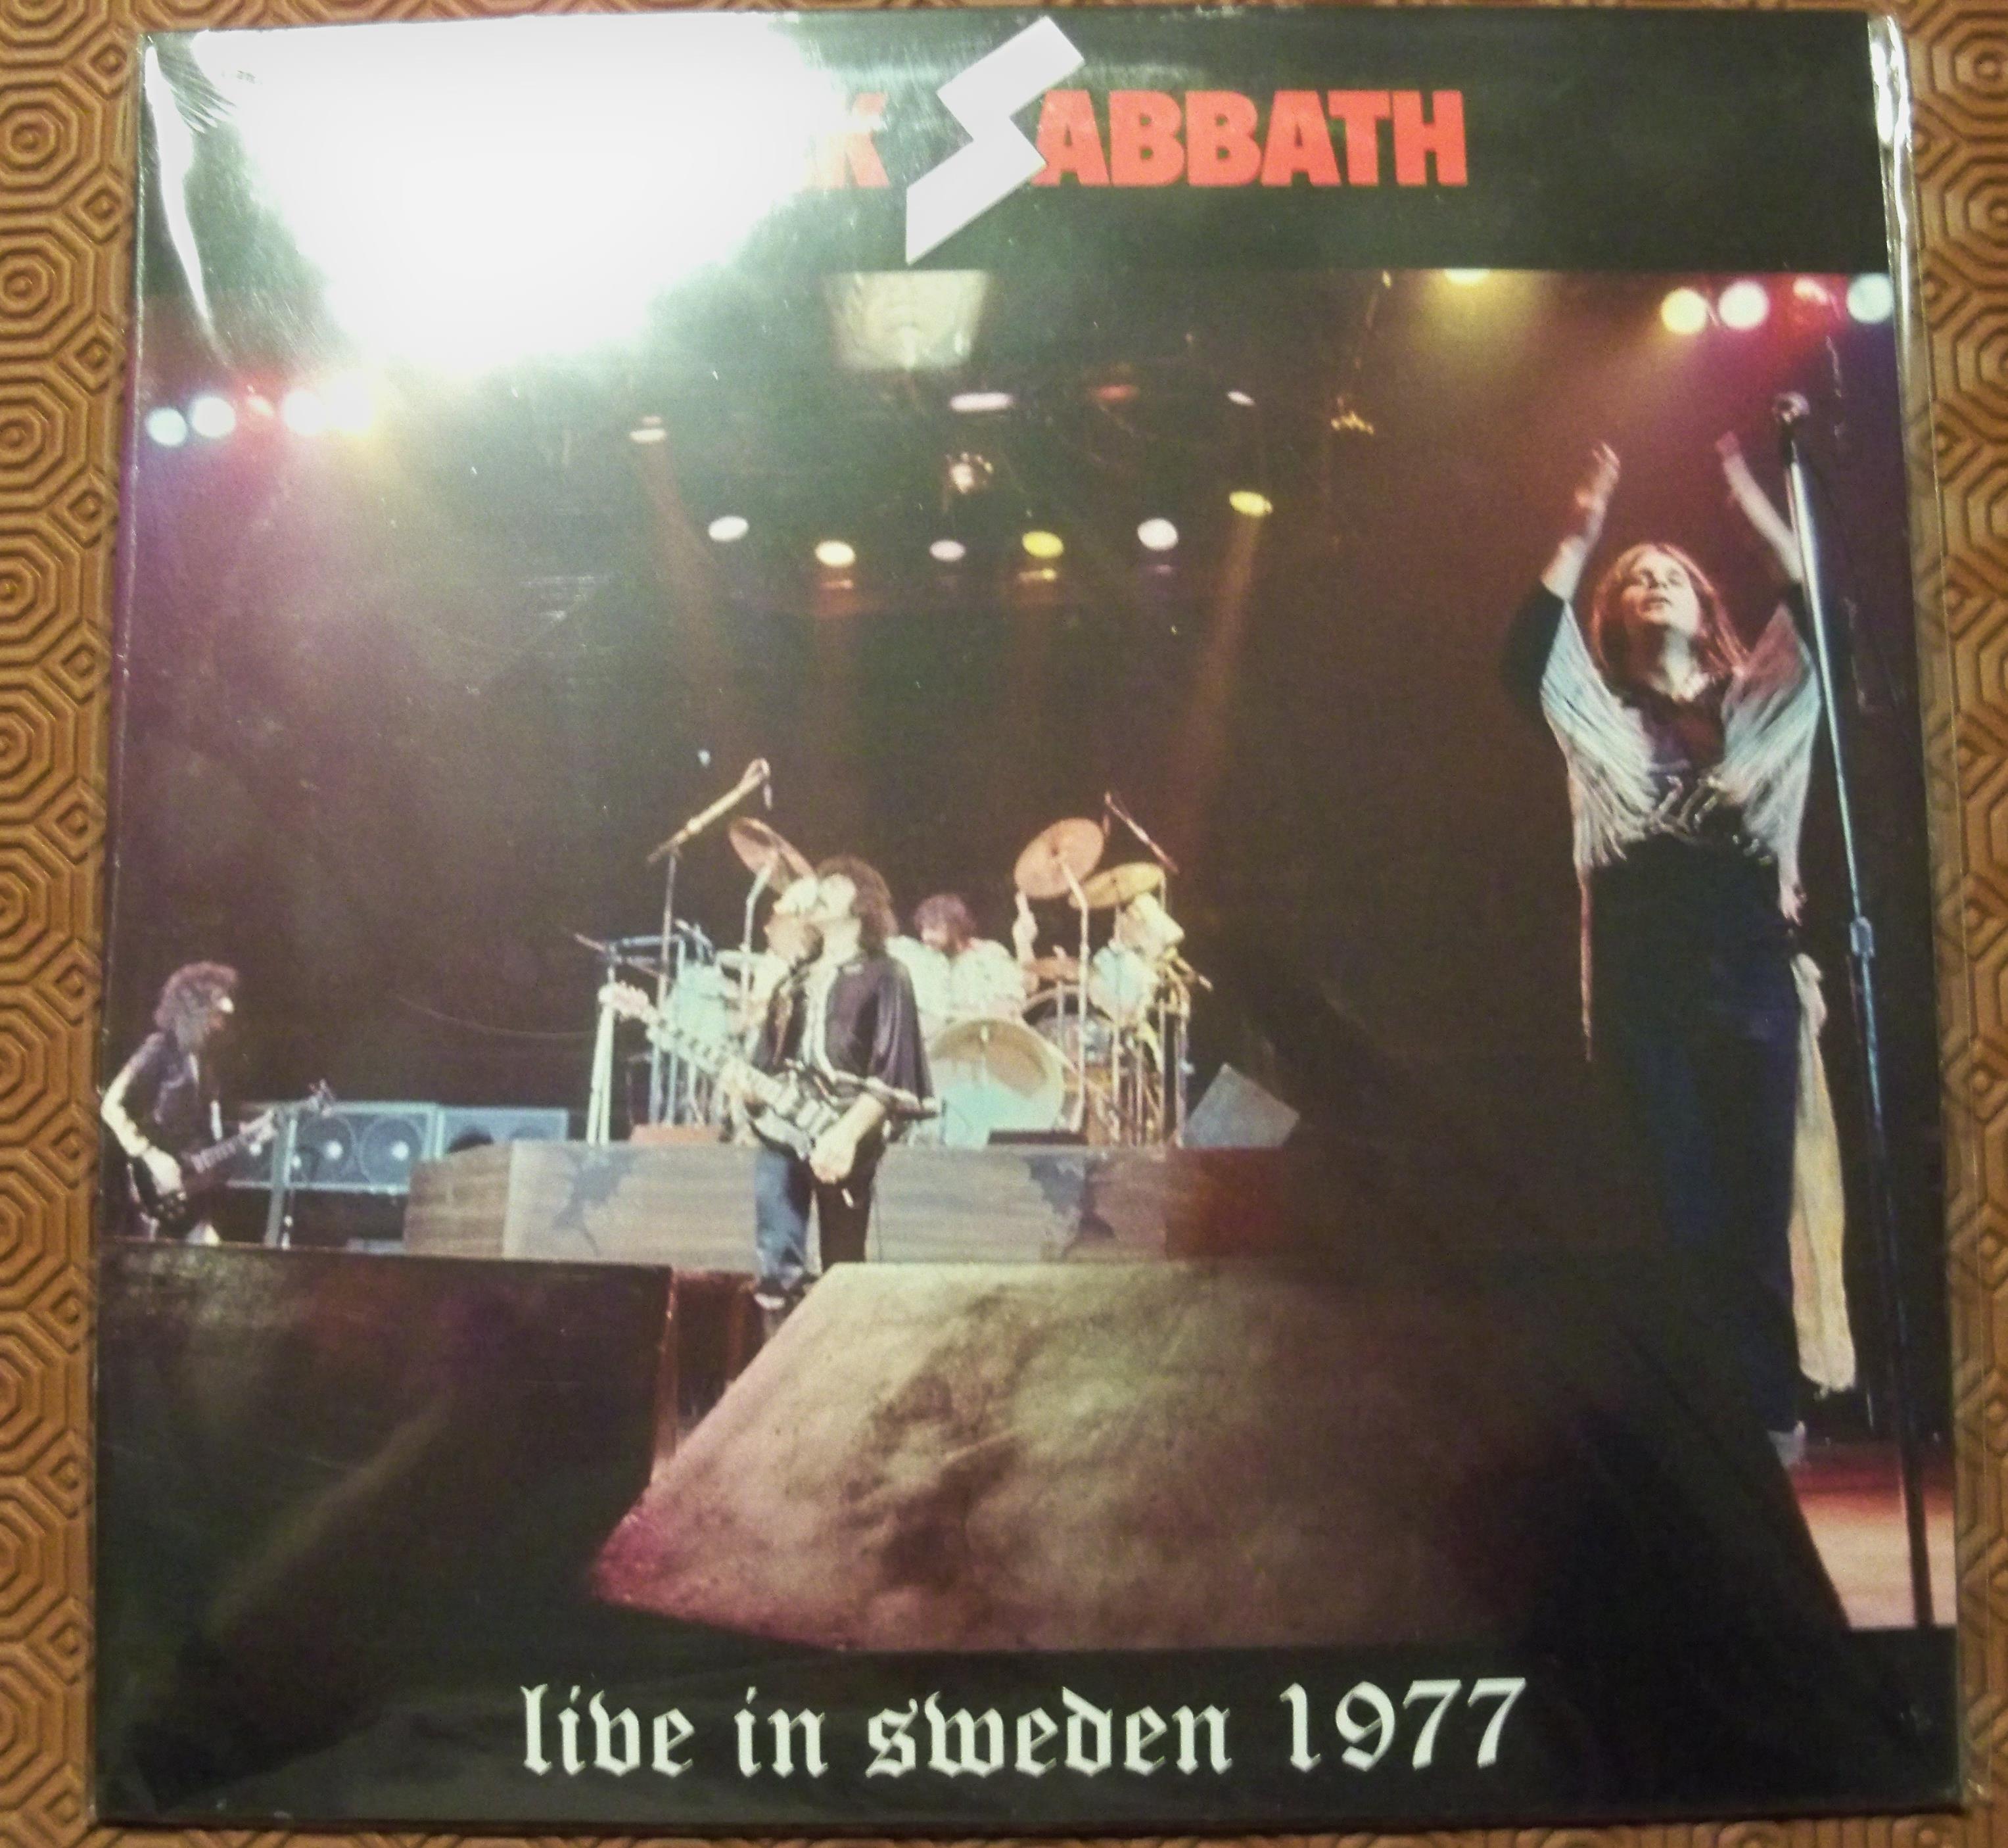 K SABBATH
live in sweden 1977